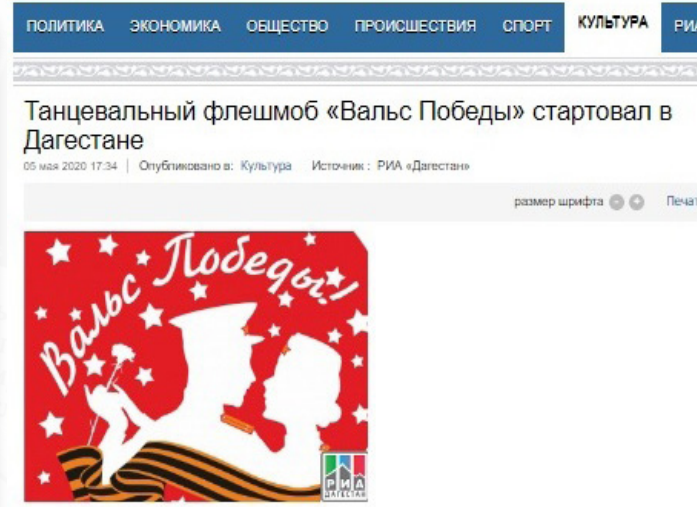 ПОЛИТИКА ЭКОНОМИКА ОБЩЕСТВО ПРОИСШЕСТВИЯ СПОРТ КУЛЬТУРА РИА
Танцевальный флешмоб «Вальс Победы» стартовал в
Дагестане
05 мая 2020 17:34 | Опубликовано в: Культура Источник : РИА «Дагестан»
размер шрифта Печат
Вальс Победы!
РИА
ДАГЕСТАН